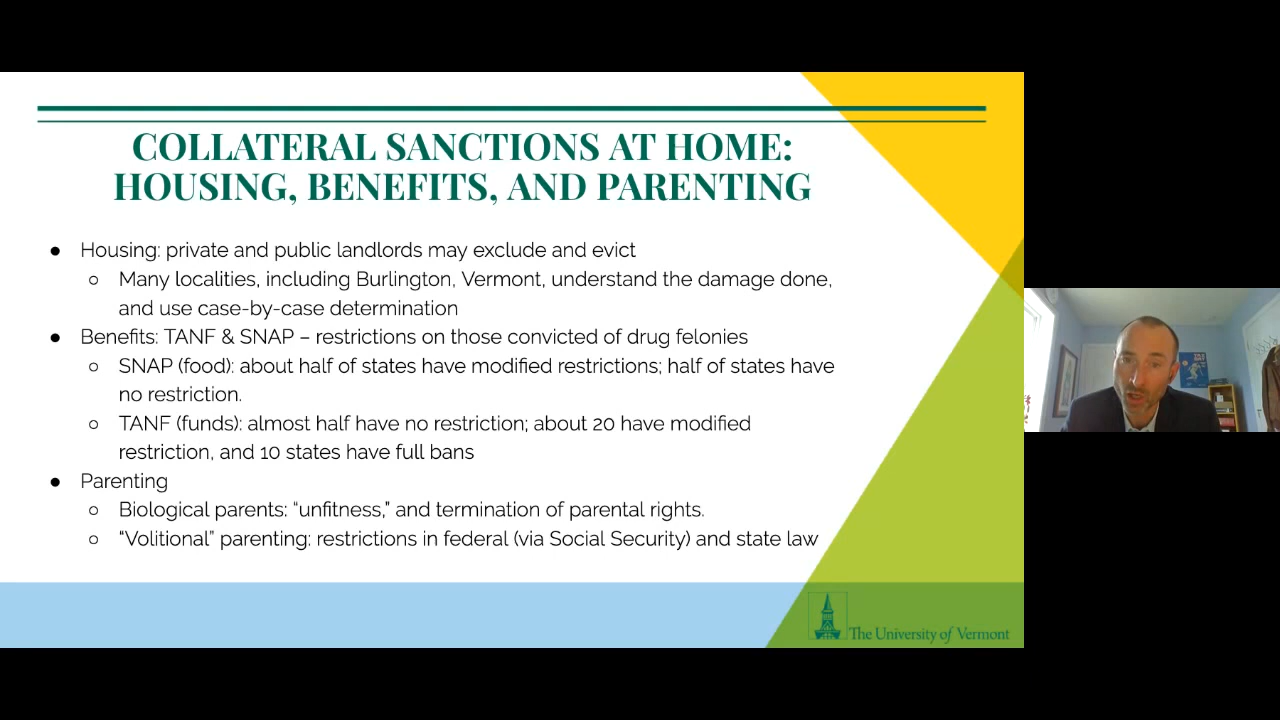 COLLATERAL SANCTIONS AT HOME:
HOUSING, BENEFITS, AND PARENTING
● Housing: private and public landlords may exclude and evict
○ Many localities, including Burlington, Vermont, understand the damage done,
and use case-by-case determination
● Benefits: TANF & SNAP – restrictions on those convicted of drug felonies
○ SNAP (food): about half of states have modified restrictions; half of states have
no restriction.
○ TANF (funds): almost half have no restriction; about 20 have modified
restriction, and 10 states have full bans
● Parenting
○ Biological parents: “unfitness,” and termination of parental rights.
○ “Volitional” parenting: restrictions in federal (via Social Security) and state law
The University of Vermont